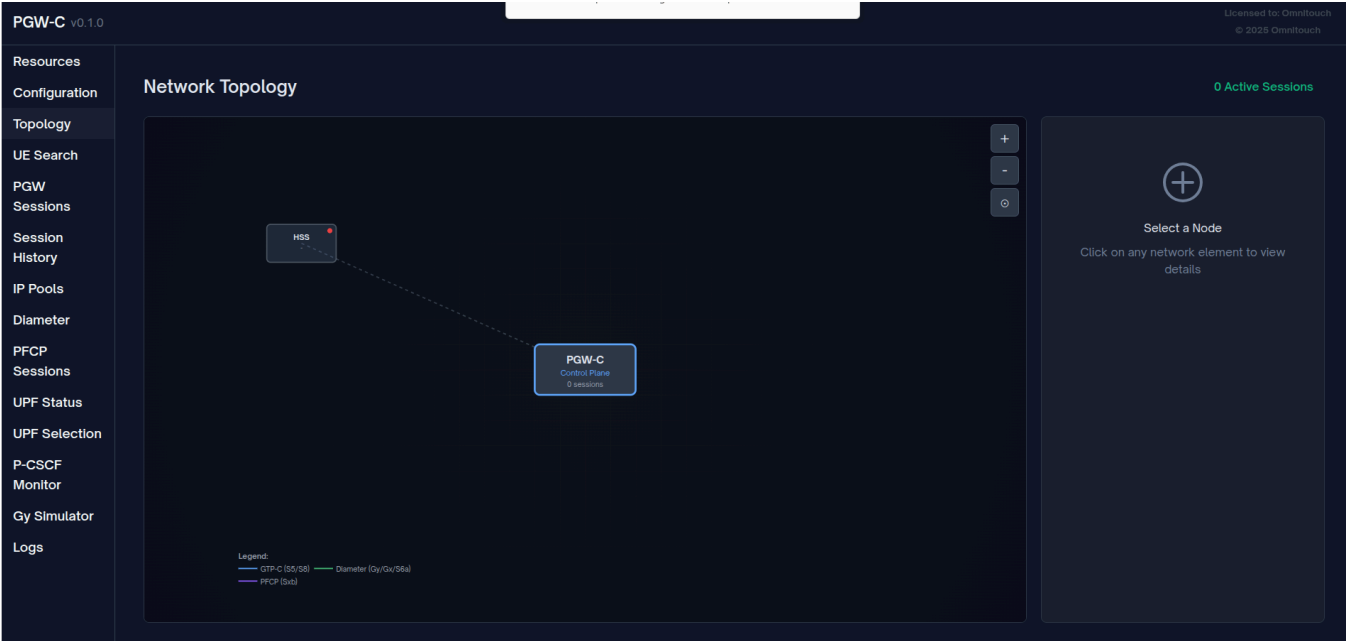 PGW-C v0.1.0
Licensed to: Omnitouch
© 2025 Omnitouch
Resources
Configuration
Topology
UE Search
PGW
Sessions
Session
History
IP Pools
Diameter
PFCP
Sessions
UPF Status
UPF Selection
P-CSCF
Monitor
Gy Simulator
Logs
Network Topology
0 Active Sessions
+
-
HSS
PGW-C
Control Plane
0 sessions
Legend:
GTP-C (S5/S8) Diameter (Gy/Gx/S6a)
PFCP (Sxb)
Select a Node
Click on any network element to view
details